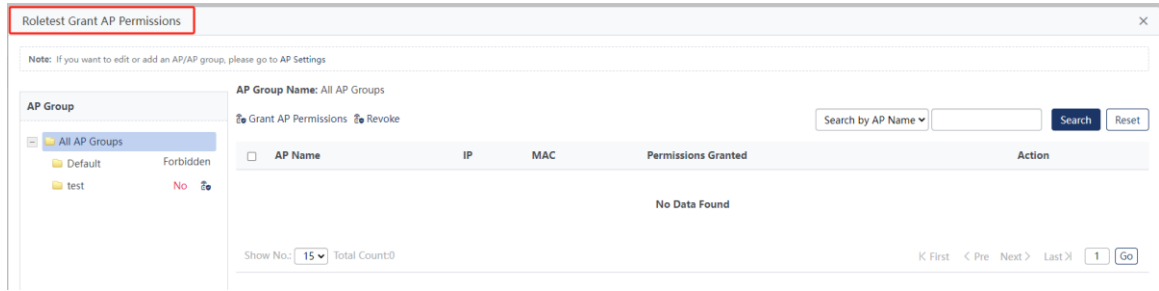 Roletest Grant AP Permissions
Note: If you want to edit or add an AP/AP group, please go to AP Settings
AP Group
All AP Groups
Default Forbidden
test No
AP Group Name: All AP Groups
Grant AP Permissions Revoke
Search by AP Name Search Reset
AP Name IP MAC Permissions Granted Action
No Data Found
Show No.: 15 Total Count:0
First < Pre Next > Last 1 Go